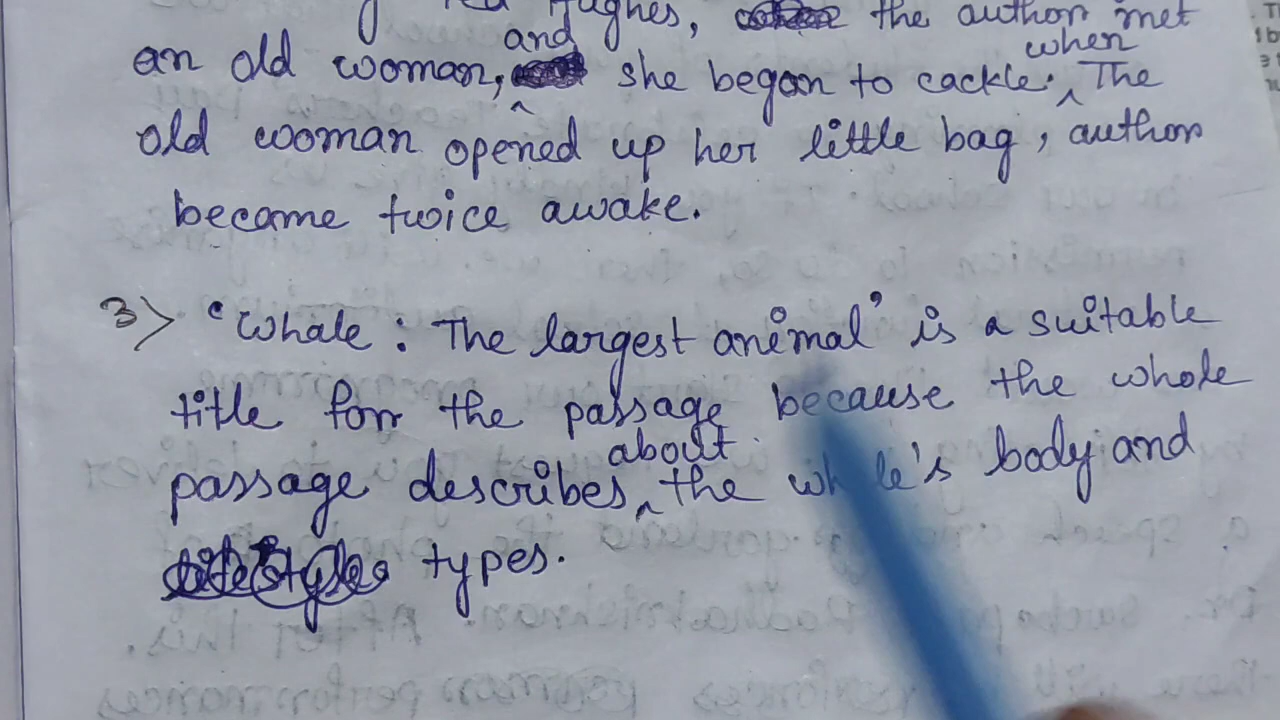 Hughes, the author met
an old woman, and she began to cackle. when The
old woman opened up her little bag, author
became twice awake.
3> 'Whale: The largest animal' is a suitable
title for the passage because the whole
passage describes about the whale's body and
types.